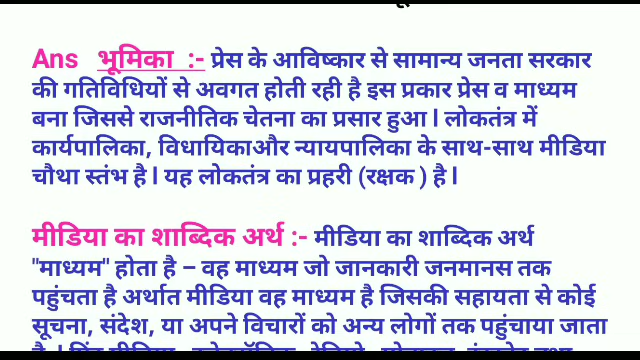 Ans भूमिका :- प्रेस के आविष्कार से सामान्य जनता सरकार
की गतिविधियों से अवगत होती रही है इस प्रकार प्रेस व माध्यम
बना जिससे राजनीतिक चेतना का प्रसार हुआ l लोकतंत्र में
कार्यपालिका, विधायिकाऔर न्यायपालिका के साथ-साथ मीडिया
चौथा स्तंभ है l यह लोकतंत्र का प्रहरी (रक्षक ) है l
मीडिया का शाब्दिक अर्थ :- मीडिया का शाब्दिक अर्थ
"माध्यम" होता है – वह माध्यम जो जानकारी जनमानस तक
पहुंचता है अर्थात मीडिया वह माध्यम है जिसकी सहायता से कोई
सूचना, संदेश, या अपने विचारों को अन्य लोगों तक पहुंचाया जाता